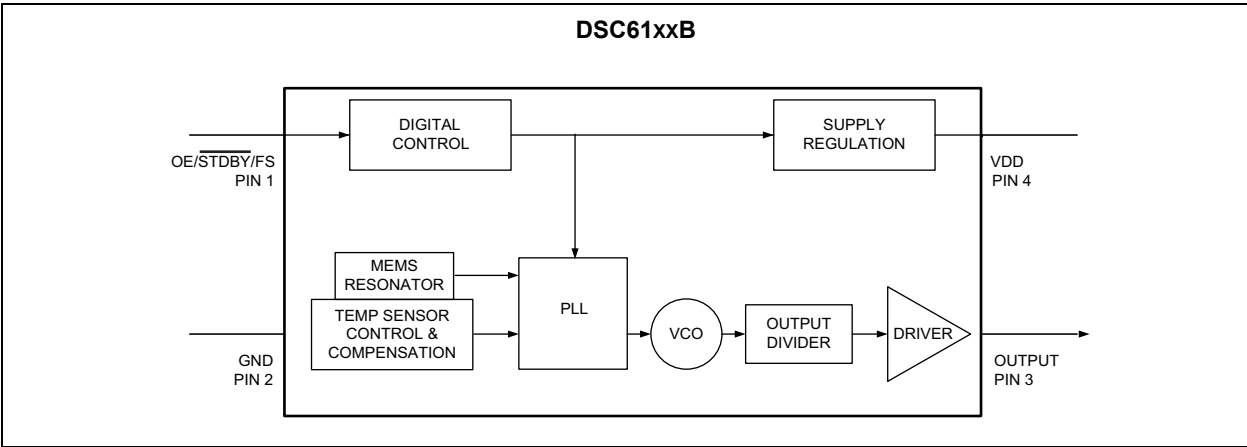 DSC61xxB
DIGITAL
CONTROL
SUPPLY
REGULATION
OE/STDBY/FS
PIN 1
VDD
PIN 4
MEMS
RESONATOR
TEMP SENSOR
CONTROL &
COMPENSATION
PLL
VCO
OUTPUT
DIVIDER
DRIVER
GND
PIN 2
OUTPUT
PIN 3